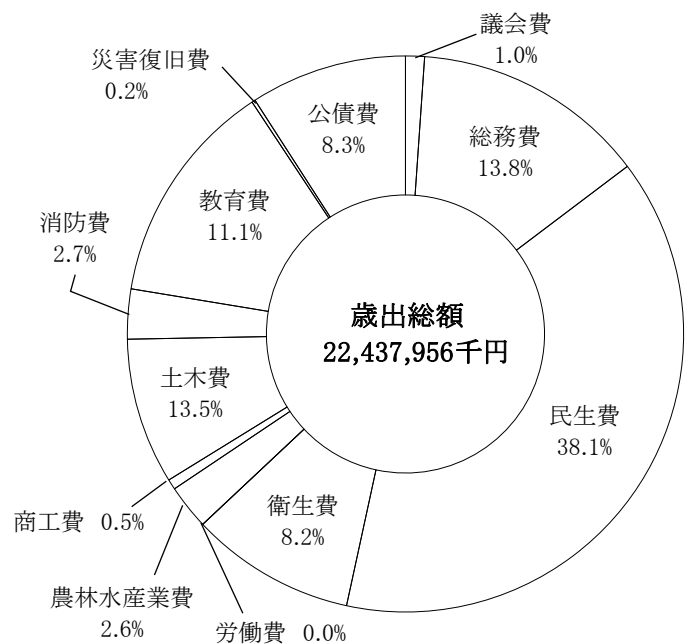 議会費
1.0%
総務費
13.8%
民生費
38.1%
衛生費
8.2%
労働費 0.0%
農林水産業費
2.6%
商工費 0.5%
土木費
13.5%
消防費
2.7%
教育費
11.1%
災害復旧費
0.2%
公債費
8.3%
歳出総額
22,437,956千円